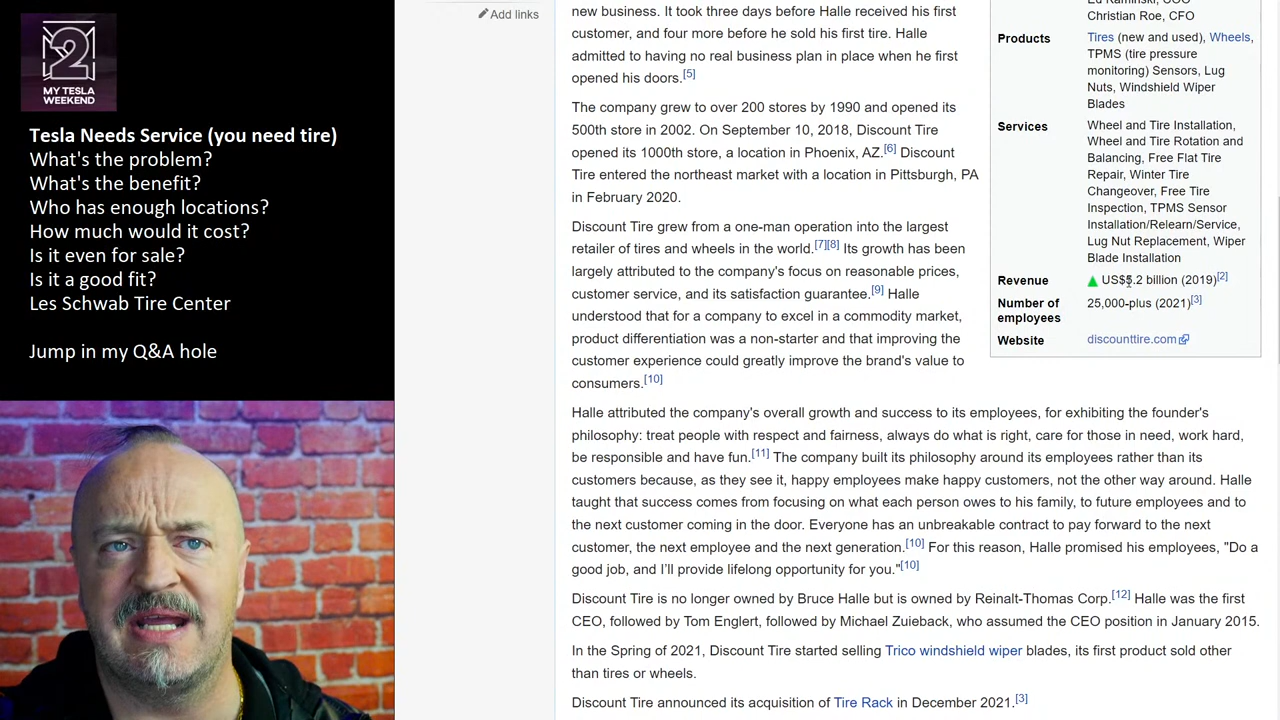 2
MY TESLA
WEEKEND
Tesla Needs Service (you need tire)
What's the problem?
What's the benefit?
Who has enough locations?
How much would it cost?
Is it even for sale?
Is it a good fit?
Les Schwab Tire Center
Jump in my Q&A hole
Add links
new business. It took three days before Halle received his first
customer, and four more before he sold his first tire. Halle
admitted to having no real business plan in place when he first
opened his doors.[5]
The company grew to over 200 stores by 1990 and opened its
500th store in 2002. On September 10, 2018, Discount Tire
opened its 1000th store, a location in Phoenix, AZ.[6] Discount
Tire entered the northeast market with a location in Pittsburgh, PA
in February 2020.
Discount Tire grew from a one-man operation into the largest
retailer of tires and wheels in the world.[7][8] Its growth has been
largely attributed to the company's focus on reasonable prices,
customer service, and its satisfaction guarantee.[9] Halle
understood that for a company to excel in a commodity market,
product differentiation was a non-starter and that improving the
customer experience could greatly improve the brand's value to
consumers.[10]
Halle attributed the company's overall growth and success to its employees, for exhibiting the founder's
philosophy: treat people with respect and fairness, always do what is right, care for those in need, work hard,
be responsible and have fun.[11] The company built its philosophy around its employees rather than its
customers because, as they see it, happy employees make happy customers, not the other way around. Halle
taught that success comes from focusing on what each person owes to his family, to future employees and to
the next customer coming in the door. Everyone has an unbreakable contract to pay forward to the next
customer, the next employee and the next generation.[10] For this reason, Halle promised his employees, "Do a
good job, and I'll provide lifelong opportunity for you."[10]
Discount Tire is no longer owned by Bruce Halle but is owned by Reinalt-Thomas Corp.[12] Halle was the first
CEO, followed by Tom Englert, followed by Michael Zuieback, who assumed the CEO position in January 2015.
In the Spring of 2021, Discount Tire started selling Trico windshield wiper blades, its first product sold other
than tires or wheels.
Discount Tire announced its acquisition of Tire Rack in December 2021.[3]
Ed Kaminski, COO
Christian Roe, CFO
Products Tires (new and used), Wheels,
TPMS (tire pressure
monitoring) Sensors, Lug
Nuts, Windshield Wiper
Blades
Services Wheel and Tire Installation,
Wheel and Tire Rotation and
Balancing, Free Flat Tire
Repair, Winter Tire
Changeover, Free Tire
Inspection, TPMS Sensor
Installation/Relearn/Service,
Lug Nut Replacement, Wiper
Blade Installation
Revenue ▲ US$5.2 billion (2019)[2]
Number of 25,000-plus (2021)[3]
employees
Website discounttire.com